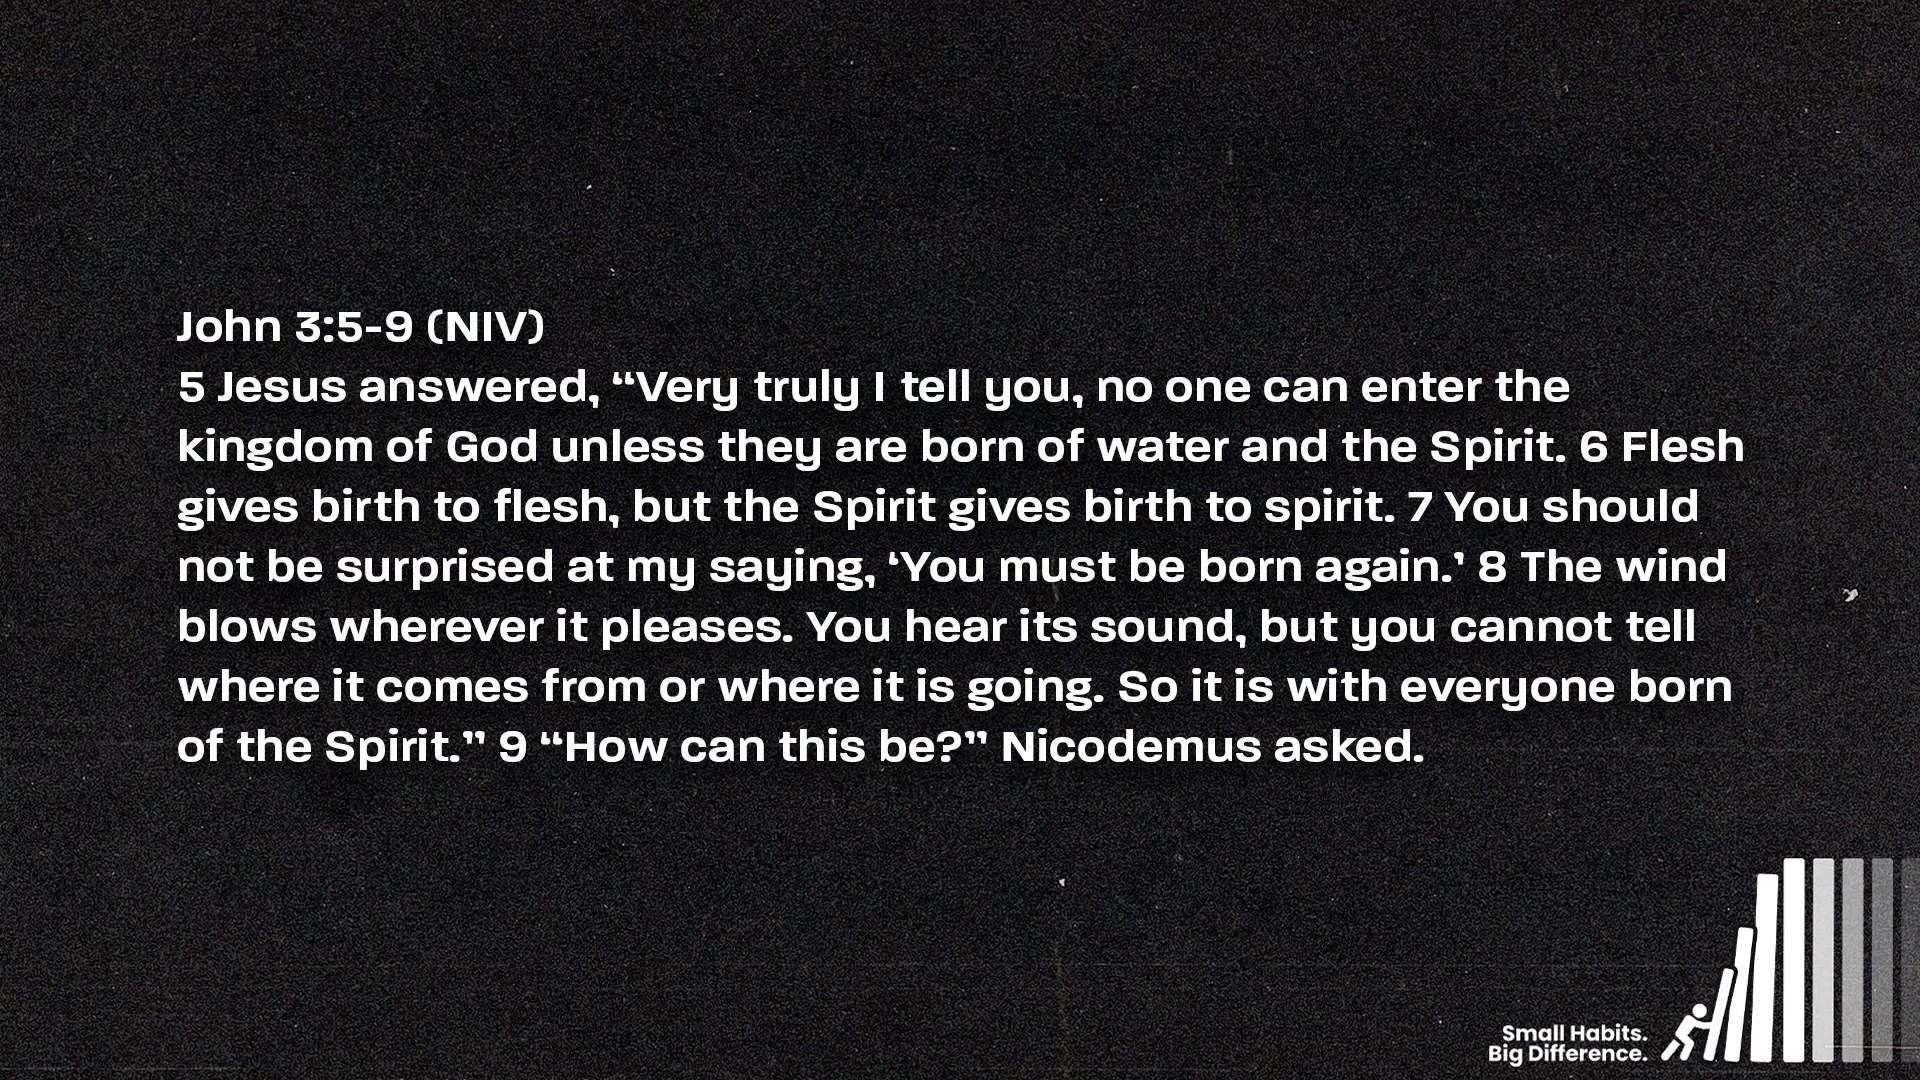 John 3:5-9 (NIV)
5 Jesus answered, “Very truly I tell you, no one can enter the
kingdom of God unless they are born of water and the Spirit. 6 Flesh
gives birth to flesh, but the Spirit gives birth to spirit. 7 You should
not be surprised at my saying, ‘You must be born again.’ 8 The wind
blows wherever it pleases. You hear its sound, but you cannot tell
where it comes from or where it is going. So it is with everyone born
of the Spirit.” 9 “How can this be?” Nicodemus asked.
Small Habits.
Big Difference.